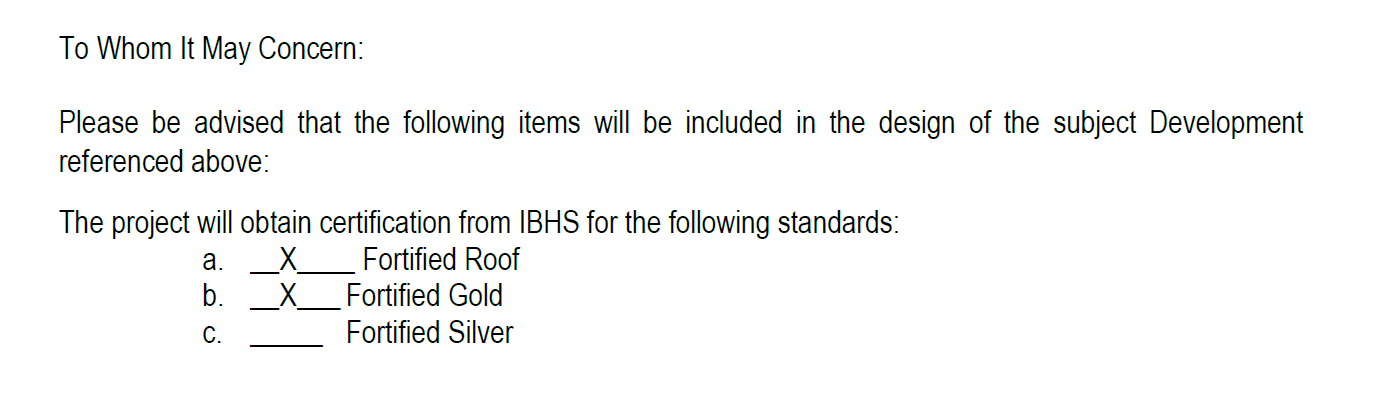 To Whom It May Concern:
Please be advised that the following items will be included in the design of the subject Development
referenced above:
The project will obtain certification from IBHS for the following standards:
a. __X____ Fortified Roof
b. __X___ Fortified Gold
c. _____ Fortified Silver